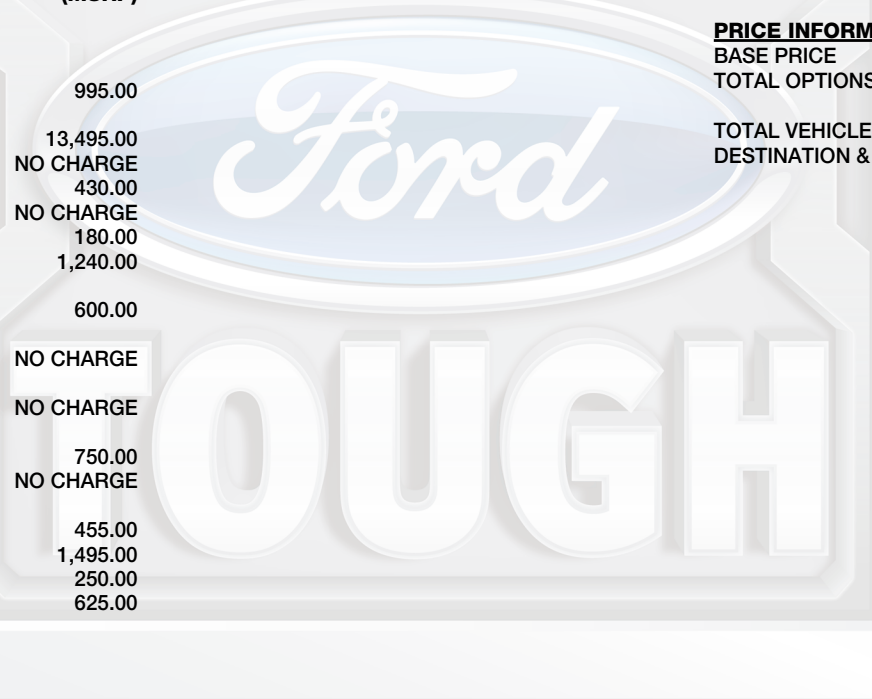 995.00
13,495.00
NO CHARGE
430.00
NO CHARGE
180.00
1,240.00
600.00
NO CHARGE
NO CHARGE
750.00
NO CHARGE
455.00
1,495.00
250.00
625.00
PRICE INFORM
BASE PRICE
TOTAL OPTIONS
TOTAL VEHICLE
DESTINATION &
Ford
TOUGH